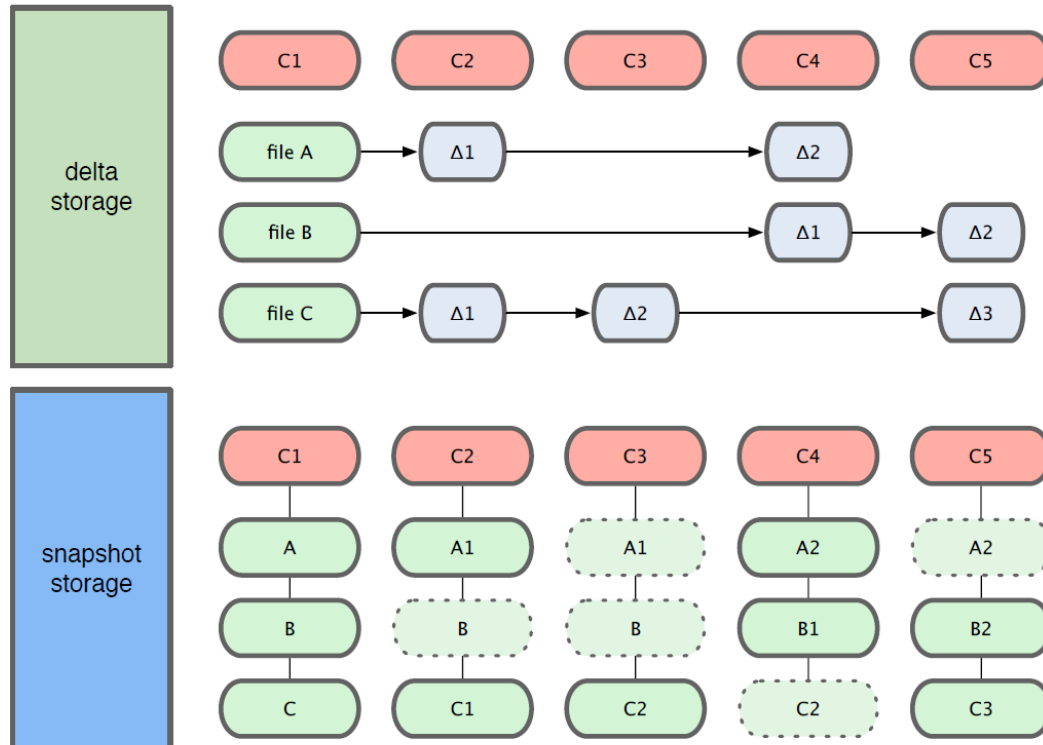 delta
storage
C1 C2 C3 C4 C5
file A Δ1 Δ2
file B Δ1 Δ2
file C Δ1 Δ2 Δ3
snapshot
storage
C1 C2 C3 C4 C5
A A1 A1 A2 A2
B B B B1 B2
C C1 C2 C2 C3